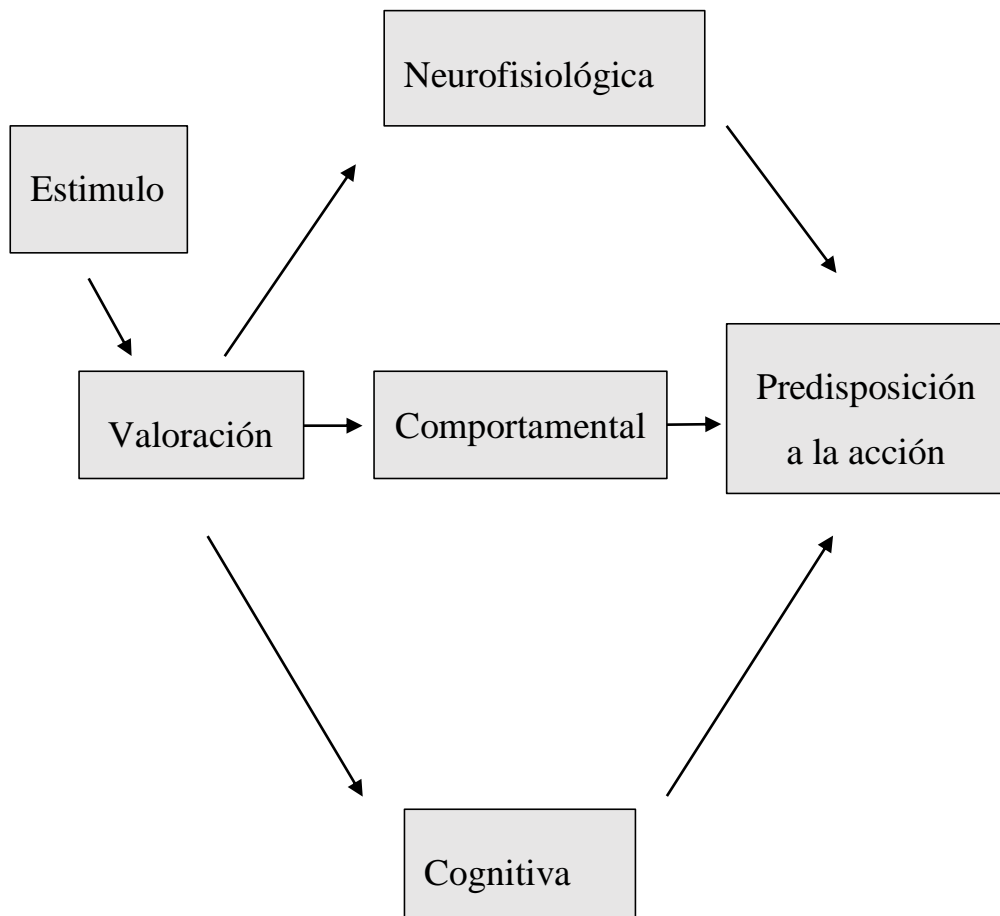 Neurofisiológica
Estimulo
Valoración
Comportamental
Predisposición
a la acción
Cognitiva